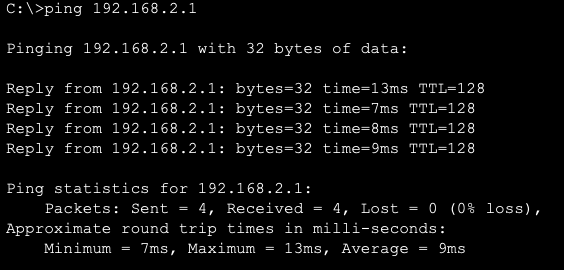 C:\>ping 192.168.2.1
Pinging 192.168.2.1 with 32 bytes of data:
Reply from 192.168.2.1: bytes=32 time=13ms TTL=128
Reply from 192.168.2.1: bytes=32 time=7ms TTL=128
Reply from 192.168.2.1: bytes=32 time=8ms TTL=128
Reply from 192.168.2.1: bytes=32 time=9ms TTL=128
Ping statistics for 192.168.2.1:
    Packets: Sent = 4, Received = 4, Lost = 0 (0% loss),
Approximate round trip times in milli-seconds:
    Minimum = 7ms, Maximum = 13ms, Average = 9ms